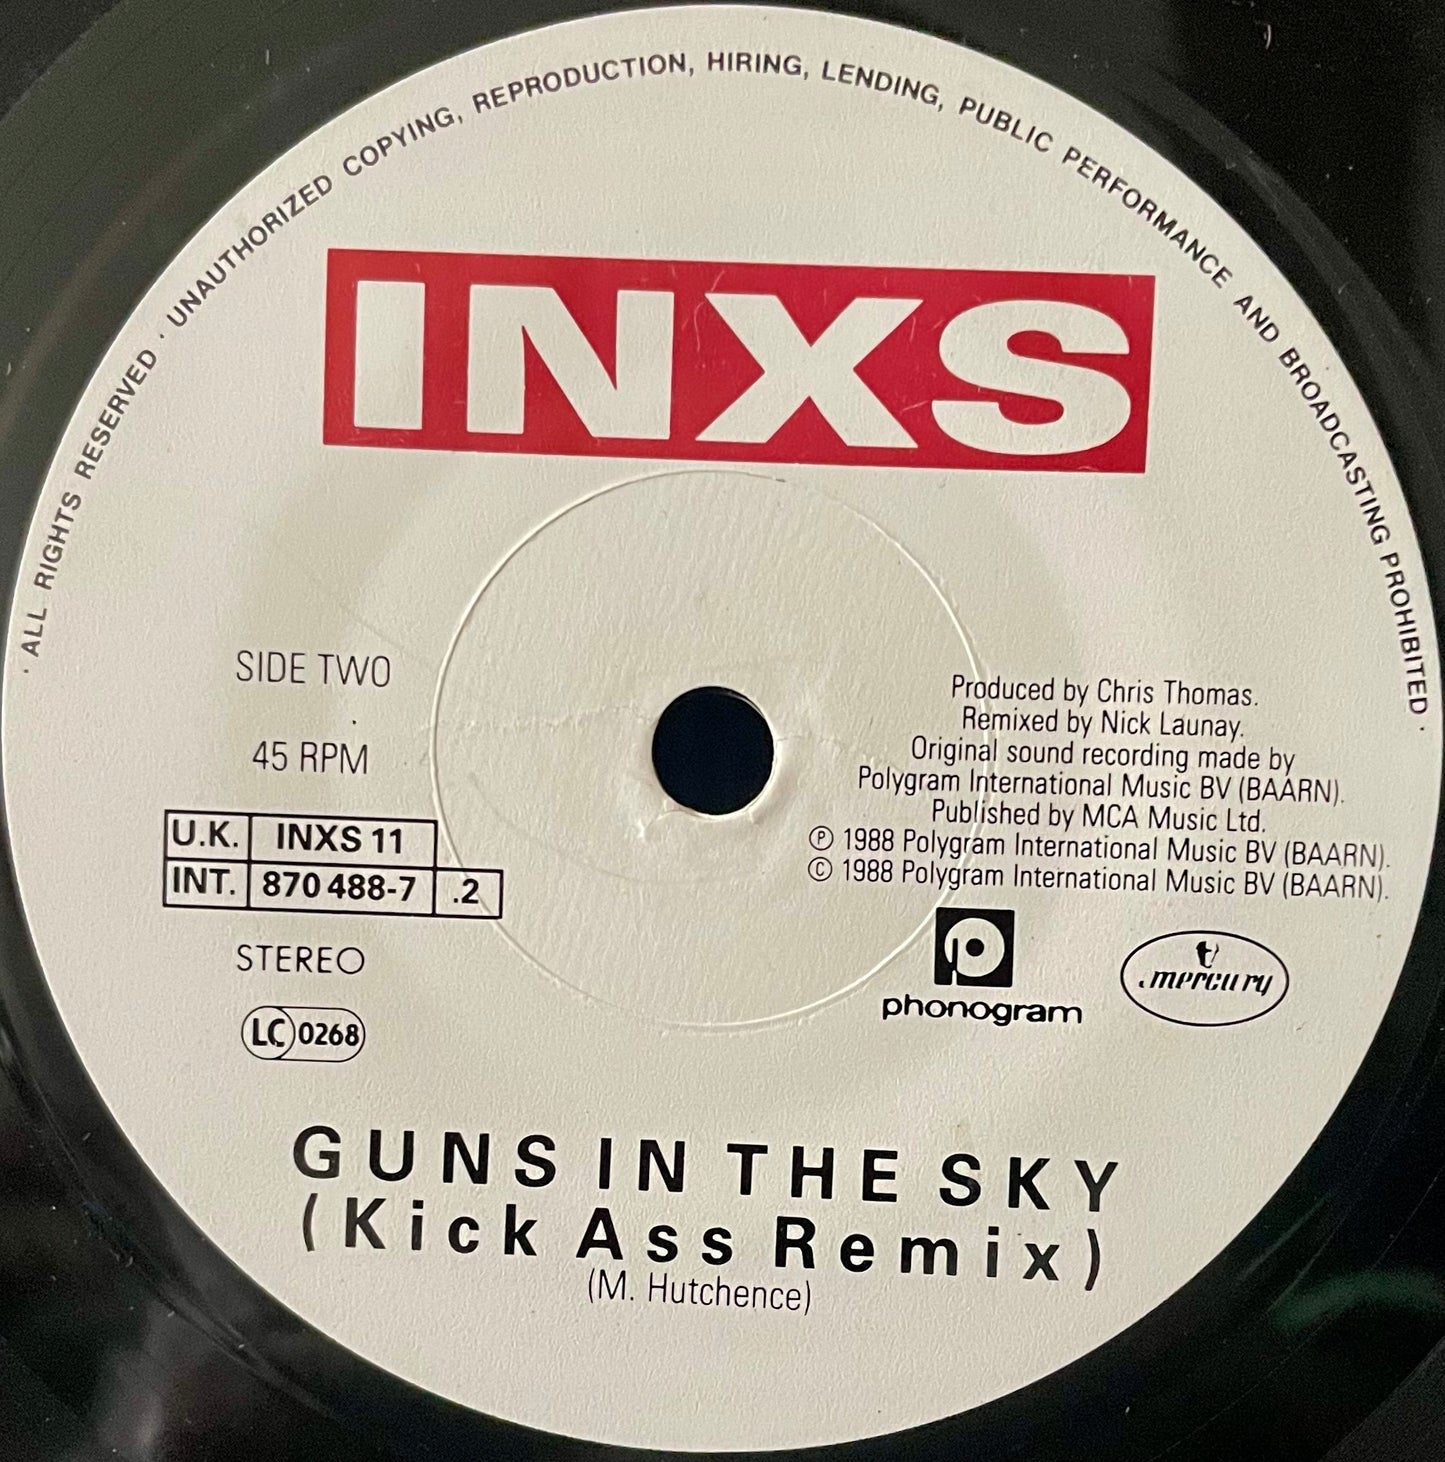 · ALL RIGHTS RESERVED · UNAUTHORIZED COPYING, REPRODUCTION, HIRING, LENDING, PUBLIC PERFORMANCE AND BROADCASTING PROHIBITED ·
INXS
SIDE TWO
45 RPM
U.K. INXS 11
INT. 870 488-7 .2
STEREO
LC 0268
Produced by Chris Thomas.
Remixed by Nick Launay.
Original sound recording made by
Polygram International Music BV (BAARN).
Published by MCA Music Ltd.
℗ 1988 Polygram International Music BV (BAARN).
© 1988 Polygram International Music BV (BAARN).
phonogram
mercury
GUNS IN THE SKY
(Kick Ass Remix)
(M. Hutchence)